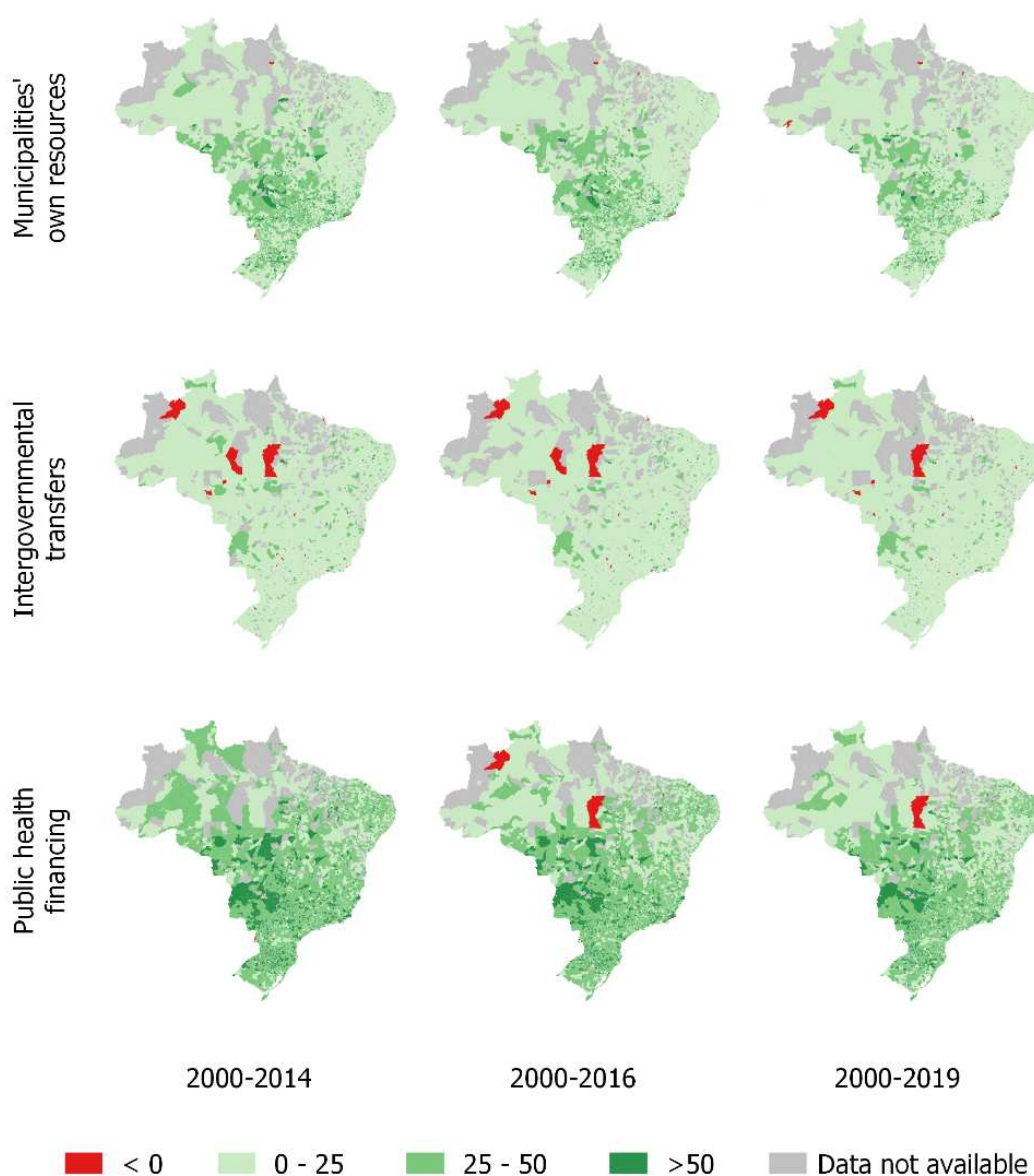 Municipalities'
own resources
Intergovernmental
transfers
Public health
financing
2000-2014 2000-2016 2000-2019
< 0 0 - 25 25 - 50 >50 Data not available